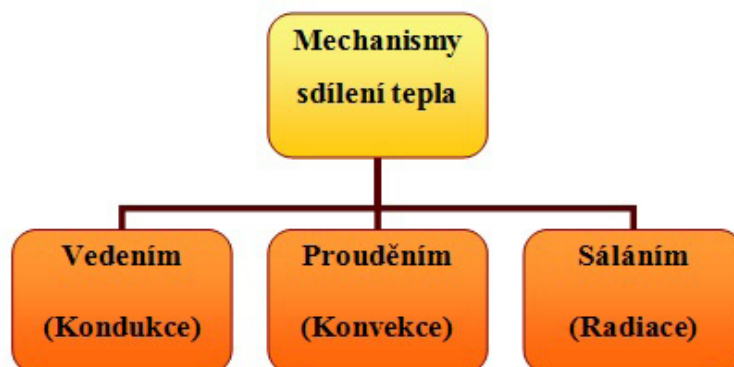 Mechanismy
sdílení tepla
Vedením
(Kondukce)
Prouděním
(Konvekce)
Sáláním
(Radiace)